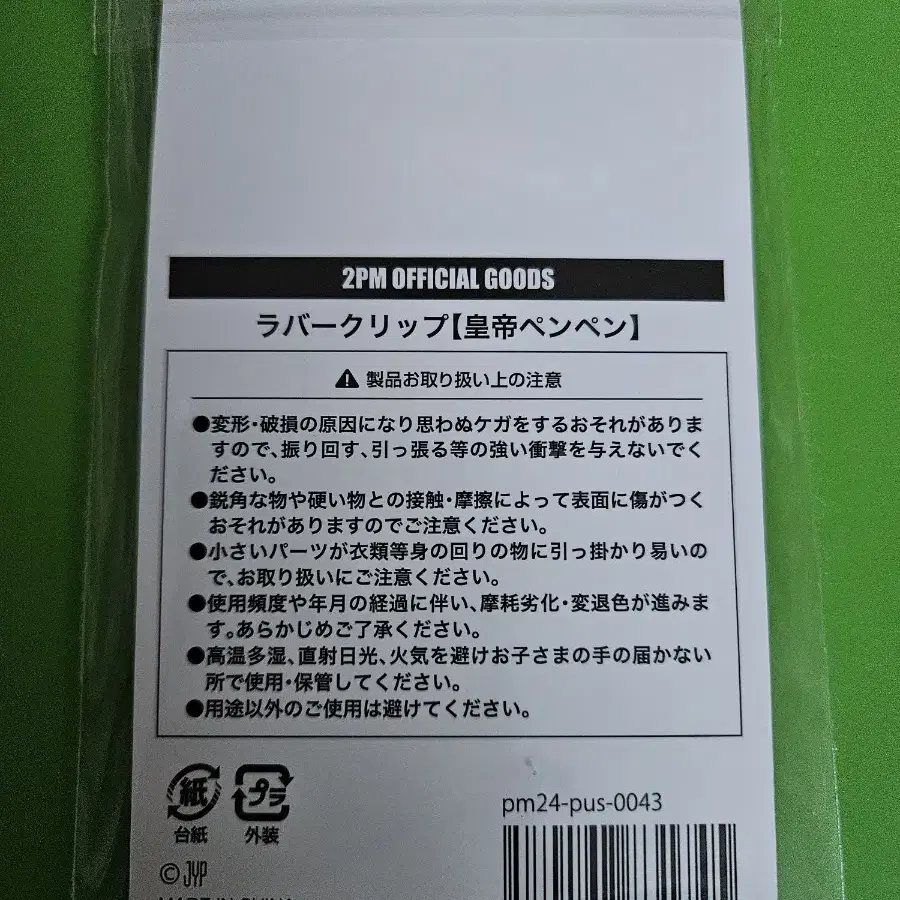 2PM OFFICIAL GOODS
ラバークリップ【皇帝ペンペン】
製品お取り扱い上の注意
●変形・破損の原因になり思わぬケガをするおそれがありま
すので、振り回す、引っ張る等の強い衝撃を与えないでく
ださい。
●鋭角な物や硬い物との接触・摩擦によって表面に傷がつく
おそれがありますのでご注意ください。
●小さいパーツが衣類等身の回りの物に引っ掛かり易いの
で、お取り扱いにご注意ください。
●使用頻度や年月の経過に伴い、摩耗劣化・変退色が進みま
す。あらかじめご了承ください。
●高温多湿、直射日光、火気を避けお子さまの手の届かない
所で使用・保管してください。
●用途以外のご使用は避けてください。
紙 プラ
台紙 外装
pm24-pus-0043
©JYP
MADE IN CHINA